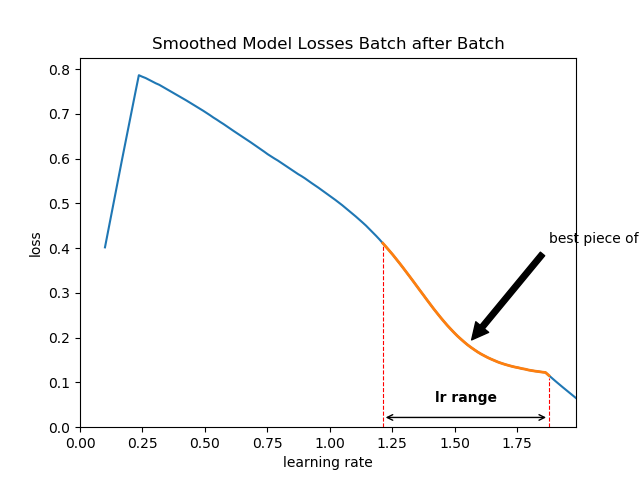 Smoothed Model Losses Batch after Batch
loss
0.8
0.7
0.6
0.5
0.4
0.3
0.2
0.1
0.0
best piece of
lr range
0.00 0.25 0.50 0.75 1.00 1.25 1.50 1.75
learning rate